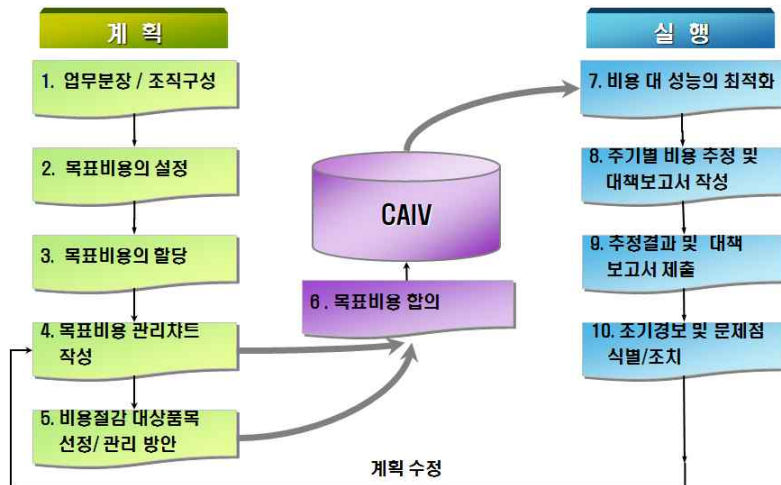 계 획
1. 업무분장 / 조직구성
2. 목표비용의 설정
3. 목표비용의 할당
4. 목표비용 관리차트
작성
5. 비용절감 대상품목
선정/ 관리 방안
CAIV
6 . 목표비용 합의
실 행
7. 비용 대 성능의 최적화
8. 주기별 비용 추정 및
대책보고서 작성
9. 추정결과 및 대책
보고서 제출
10. 조기경보 및 문제점
식별/조치
계획 수정